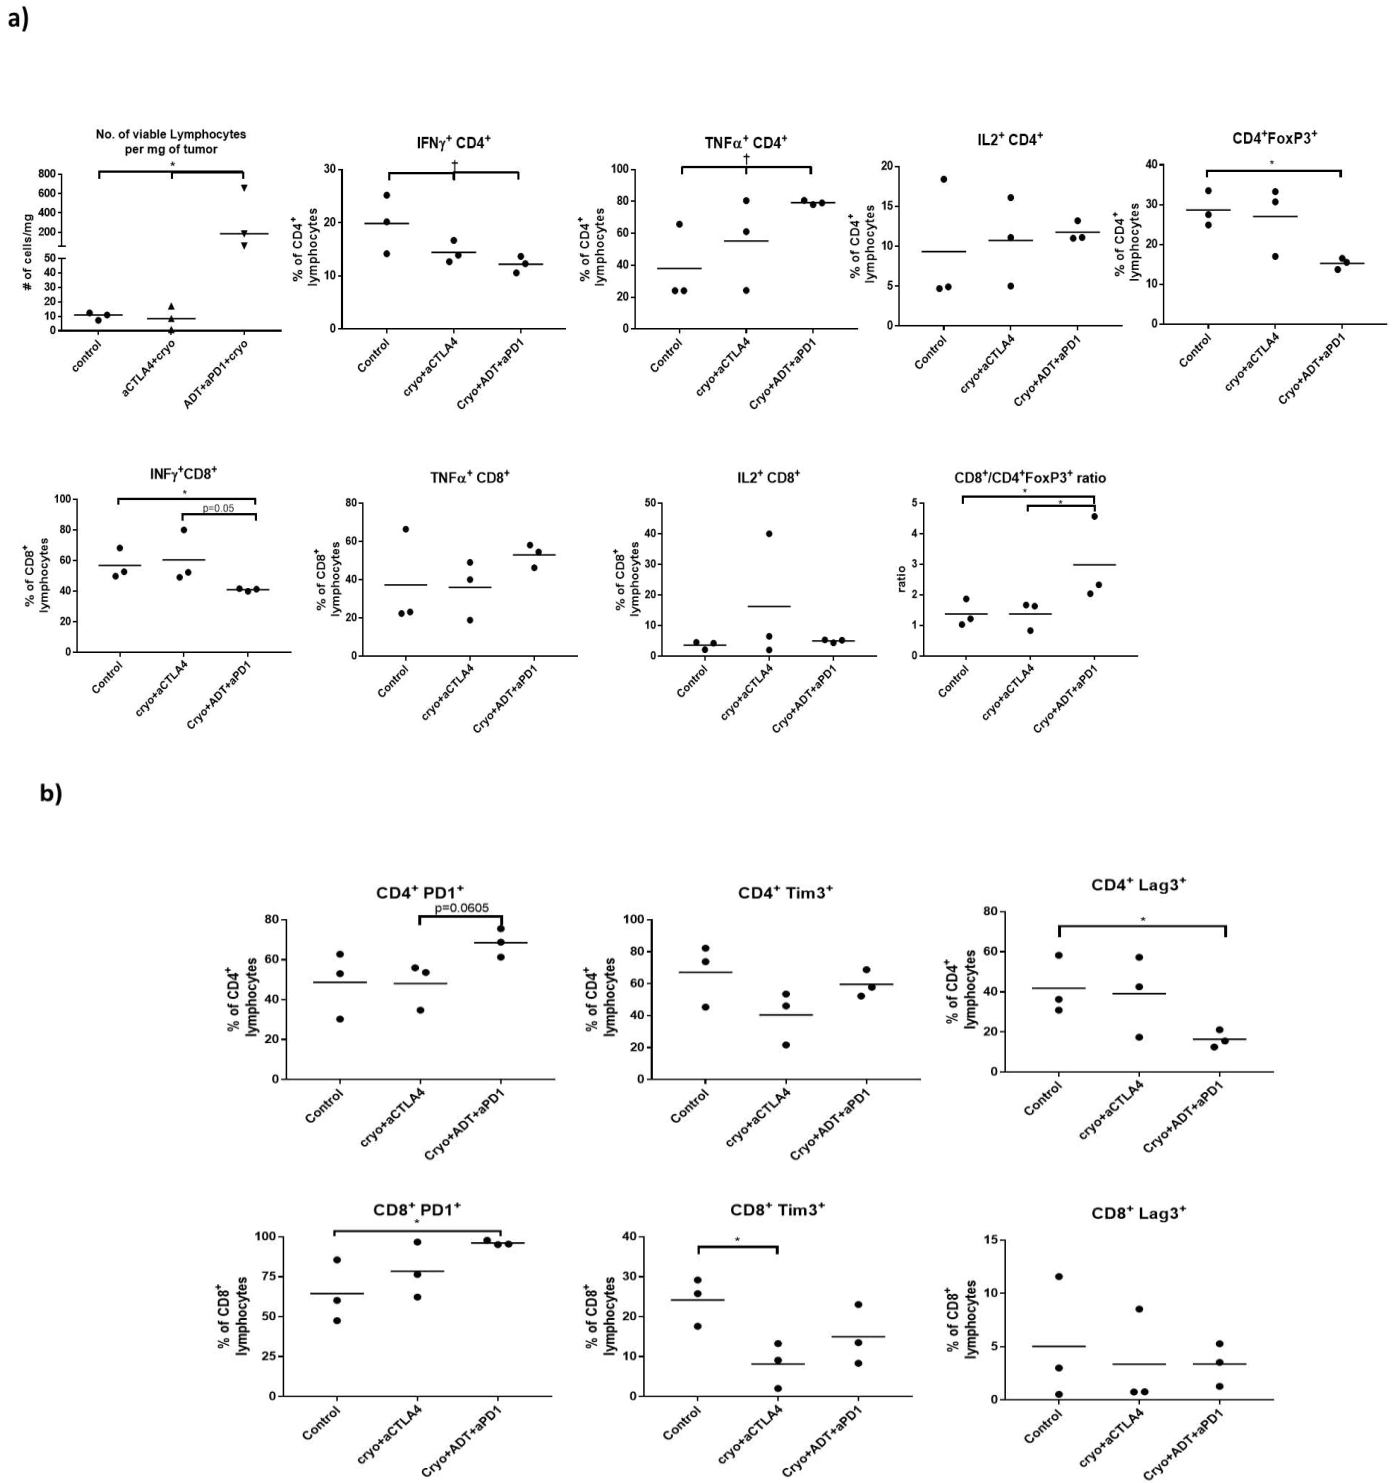 a)
No. of viable Lymphocytes
per mg of tumor
*
800
600
400
200
50
40
30
20
10
0
# of cells/mg
control
aCTLA4+cryo
ADT+aPD1+cryo
IFNγ+ CD4+
†
30
20
10
0
% of CD4+
lymphocytes
Control
cryo+aCTLA4
Cryo+ADT+aPD1
TNFα+ CD4+
†
100
80
60
40
20
0
% of CD4+
lymphocytes
Control
cryo+aCTLA4
Cryo+ADT+aPD1
IL2+ CD4+
20
15
10
5
0
% of CD4+
lymphocytes
Control
cryo+aCTLA4
Cryo+ADT+aPD1
CD4+FoxP3+
*
40
30
20
10
0
% of CD4+
lymphocytes
Control
cryo+aCTLA4
Cryo+ADT+aPD1
INFγ+CD8+
*
p=0.05
100
80
60
40
20
0
% of CD8+
lymphocytes
Control
cryo+aCTLA4
Cryo+ADT+aPD1
TNFα+ CD8+
80
60
40
20
0
% of CD8+
lymphocytes
Control
cryo+aCTLA4
Cryo+ADT+aPD1
IL2+ CD8+
50
40
30
20
10
0
% of CD8+
lymphocytes
Control
cryo+aCTLA4
Cryo+ADT+aPD1
CD8+/CD4+FoxP3+ ratio
*
*
5
4
3
2
1
0
ratio
Control
cryo+aCTLA4
Cryo+ADT+aPD1
b)
CD4+ PD1+
p=0.0605
80
60
40
20
0
% of CD4+
lymphocytes
Control
cryo+aCTLA4
Cryo+ADT+aPD1
CD4+ Tim3+
100
80
60
40
20
0
% of CD4+
lymphocytes
Control
cryo+aCTLA4
Cryo+ADT+aPD1
CD4+ Lag3+
*
80
60
40
20
0
% of CD4+
lymphocytes
Control
cryo+aCTLA4
Cryo+ADT+aPD1
CD8+ PD1+
*
100
75
50
25
0
% of CD8+
lymphocytes
Control
cryo+aCTLA4
Cryo+ADT+aPD1
CD8+ Tim3+
*
40
30
20
10
0
% of CD8+
lymphocytes
Control
cryo+aCTLA4
Cryo+ADT+aPD1
CD8+ Lag3+
15
10
5
0
% of CD8+
lymphocytes
Control
cryo+aCTLA4
Cryo+ADT+aPD1